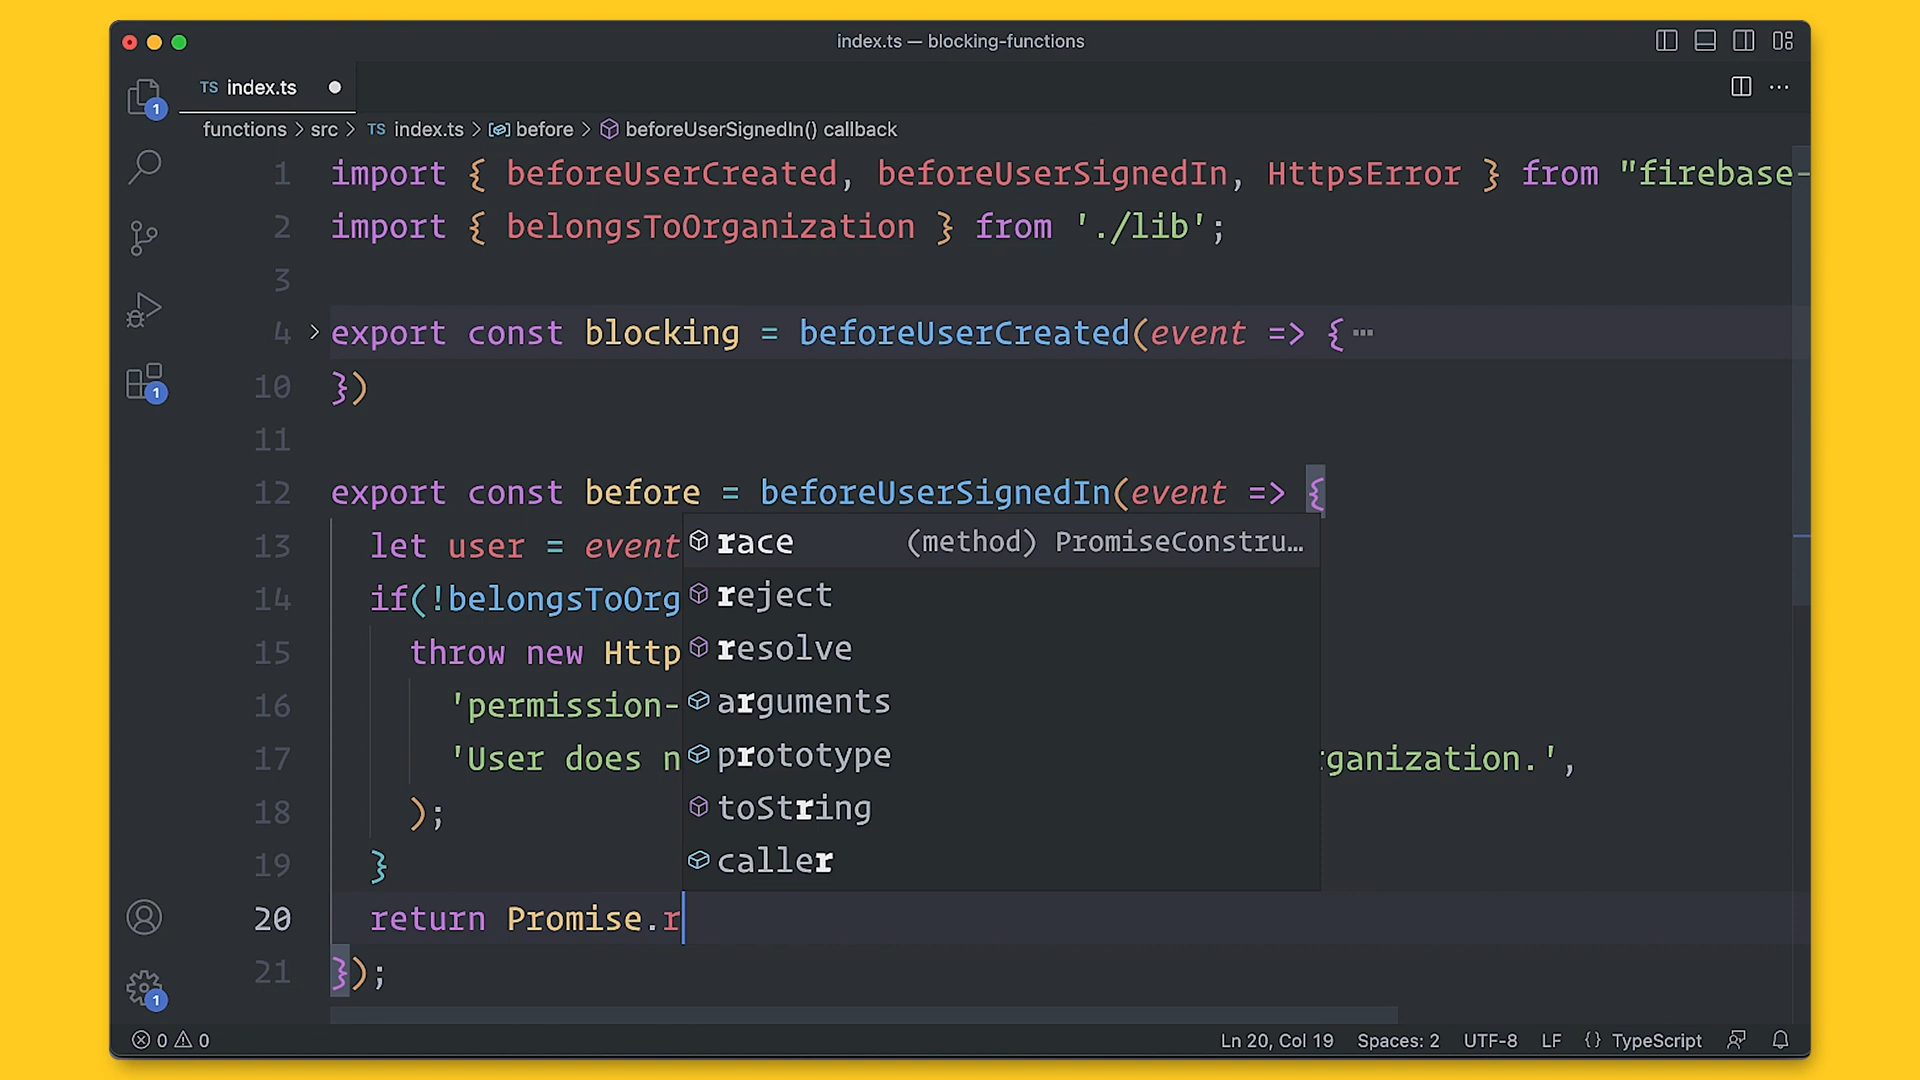 index.ts — blocking-functions
TS index.ts
functions > src > TS index.ts > before > beforeUserSignedIn() callback
1 import { beforeUserCreated, beforeUserSignedIn, HttpsError } from "firebase-
2 import { belongsToOrganization } from './lib';
3
4 > export const blocking = beforeUserCreated(event => {···
10 })
11
12 export const before = beforeUserSignedIn(event => {
13 let user = event
race (method) PromiseConstru…
14 if(!belongsToOrg
reject
15 throw new Http
resolve
16 'permission-
arguments
17 'User does n
prototype
rganization.',
18 );
toString
19 }
caller
20 return Promise.r
21 });
1
1
1
0 0
Ln 20, Col 19 Spaces: 2 UTF-8 LF {} TypeScript